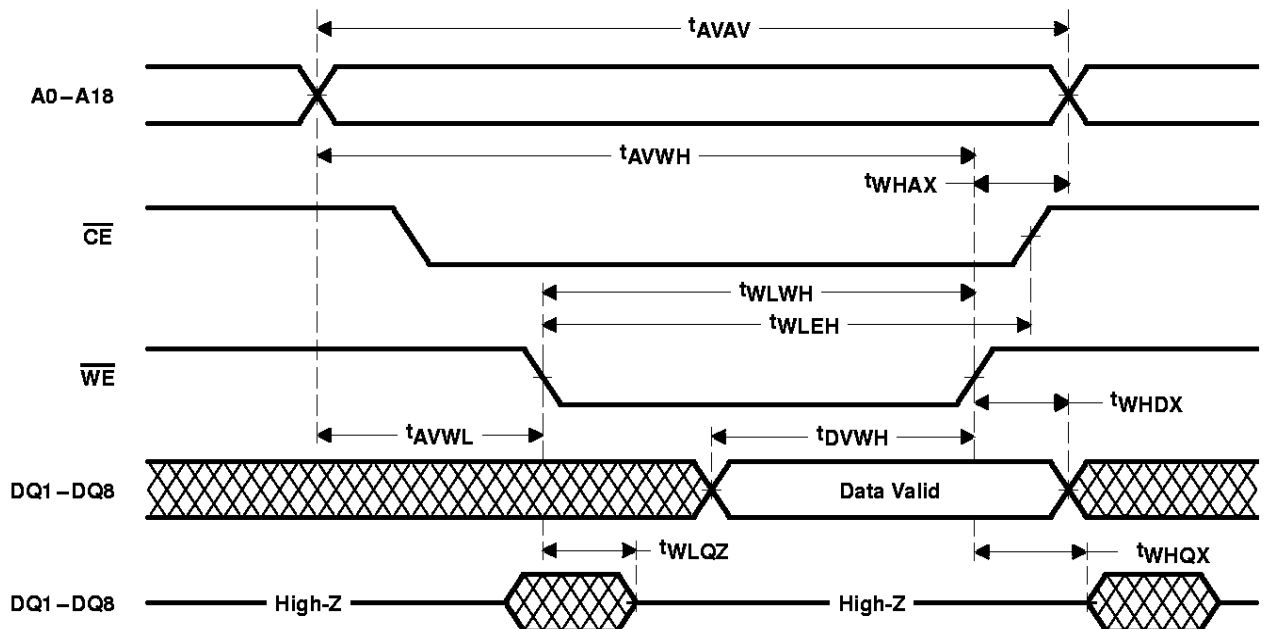 tAVAV
A0–A18
tAVWH
tWHAX
CE
tWLWH
tWLEH
WE
tWHDX
tAVWL
tDVWH
DQ1–DQ8
Data Valid
tWLQZ
tWHQX
DQ1–DQ8
High-Z
High-Z